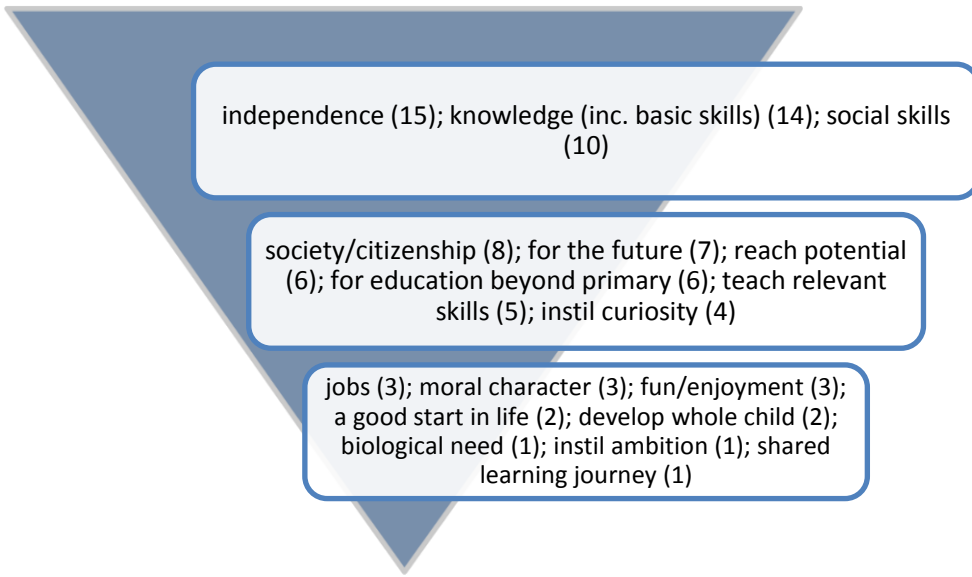 independence (15); knowledge (inc. basic skills) (14); social skills
(10)
society/citizenship (8); for the future (7); reach potential
(6); for education beyond primary (6); teach relevant
skills (5); instil curiosity (4)
jobs (3); moral character (3); fun/enjoyment (3);
a good start in life (2); develop whole child (2);
biological need (1); instil ambition (1); shared
learning journey (1)